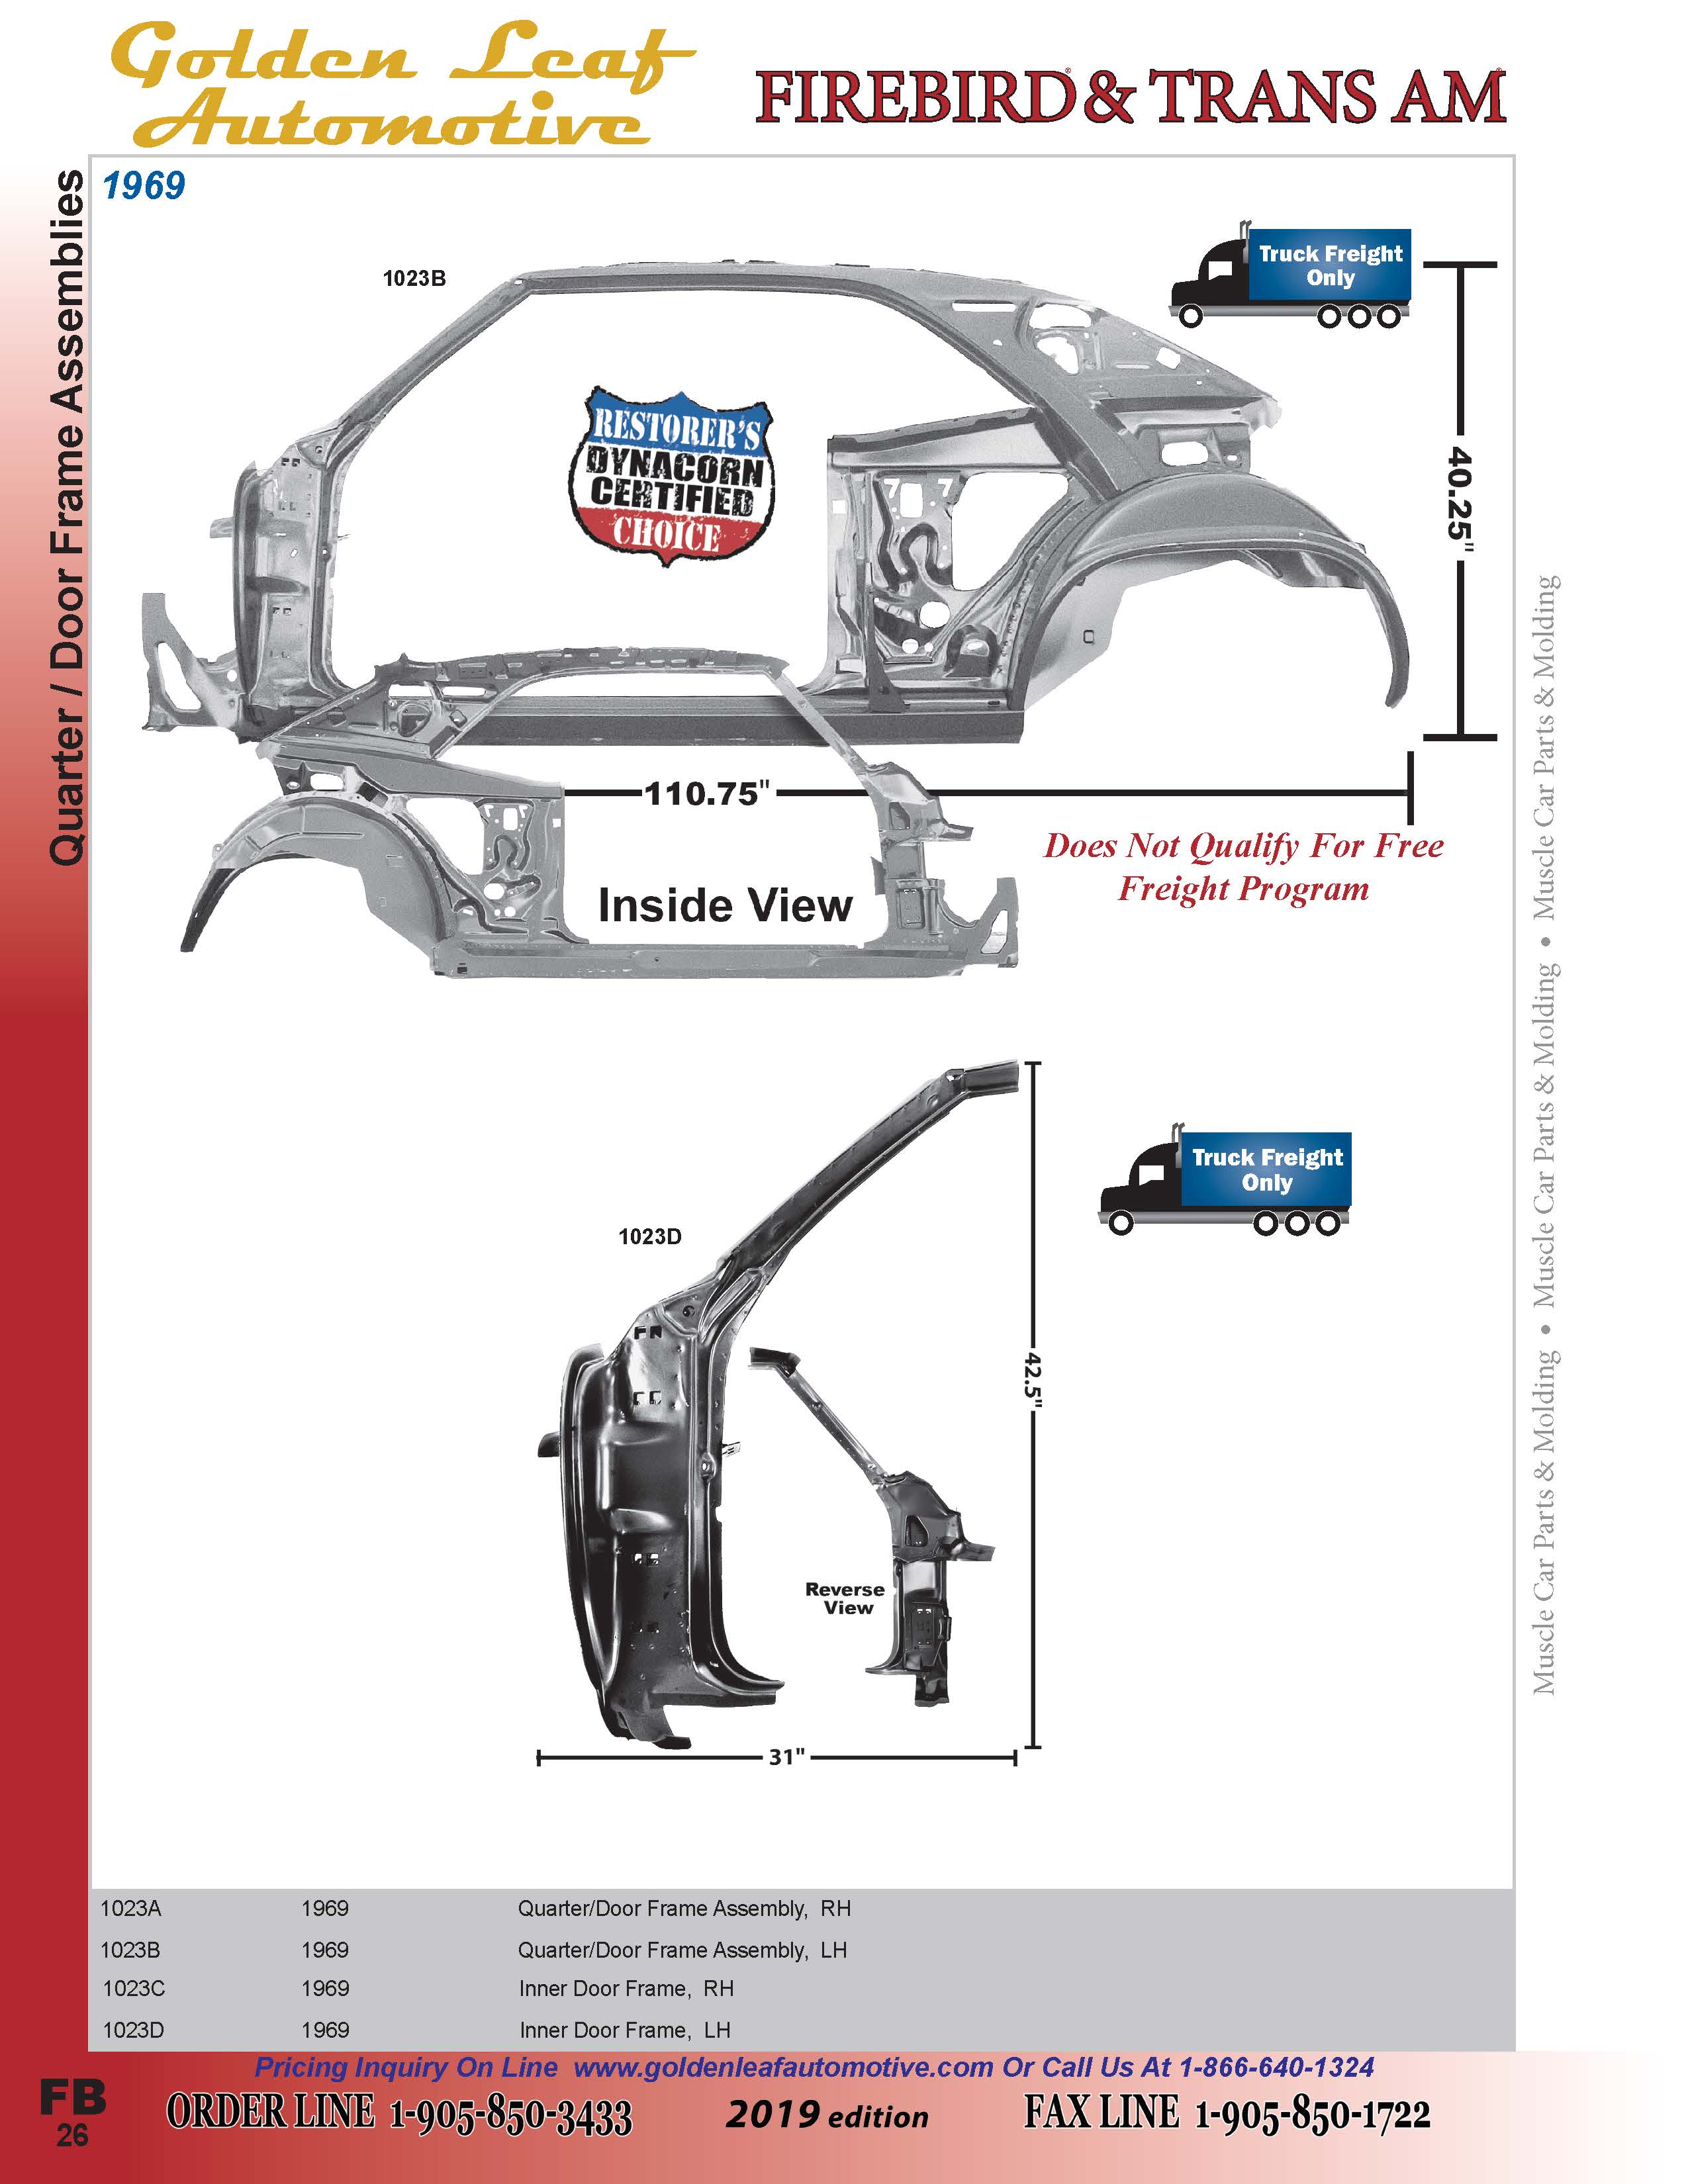 Golden Leaf
Automotive
FIREBIRD® & TRANS AM®
Quarter / Door Frame Assemblies
1969
1023B
Truck Freight
Only
RESTORER'S
DYNACORN
CERTIFIED
CHOICE
40.25"
110.75"
Does Not Qualify For Free
Freight Program
Inside View
1023D
Truck Freight
Only
42.5"
Reverse
View
31"
Muscle Car Parts & Molding • Muscle Car Parts & Molding • Muscle Car Parts & Molding
1023A 1969 Quarter/Door Frame Assembly, RH
1023B 1969 Quarter/Door Frame Assembly, LH
1023C 1969 Inner Door Frame, RH
1023D 1969 Inner Door Frame, LH
Pricing Inquiry On Line www.goldenleafautomotive.com Or Call Us At 1-866-640-1324
FB
26
ORDER LINE 1-905-850-3433 2019 edition FAX LINE 1-905-850-1722